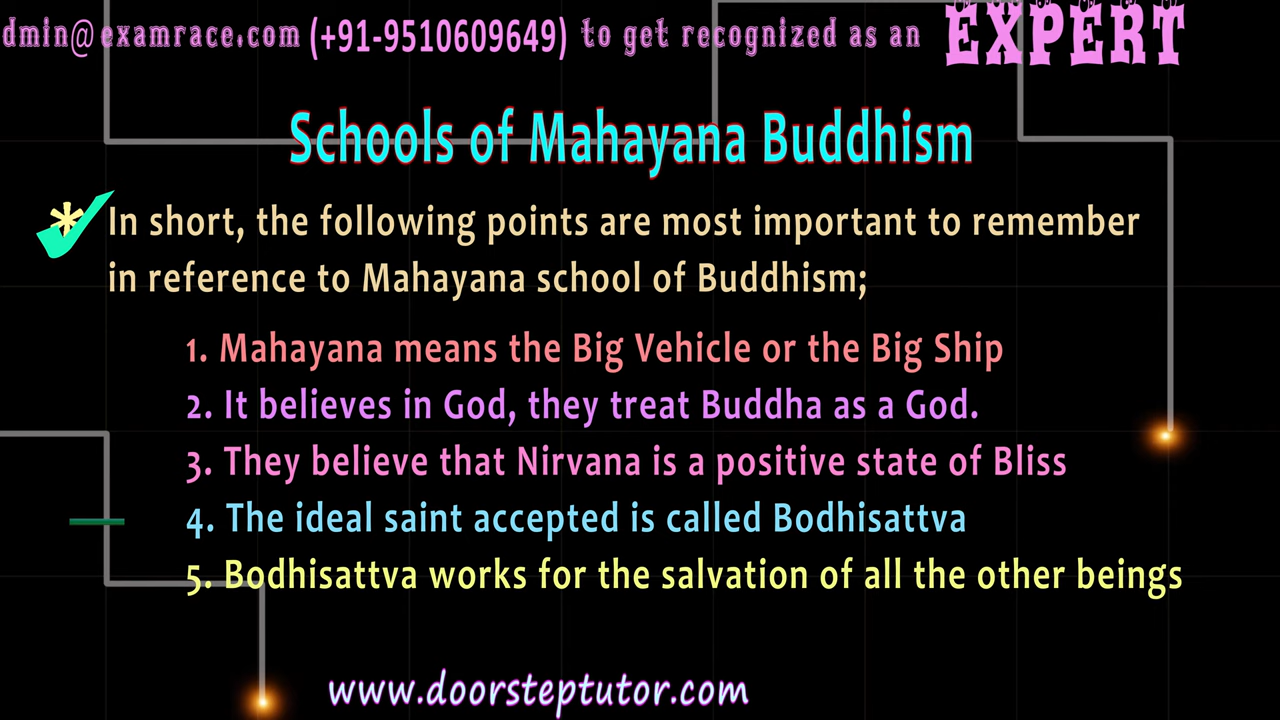 dmin@examrace.com (+91-9510609649) to get recognized as an EXPERT
Schools of Mahayana Buddhism
* In short, the following points are most important to remember
in reference to Mahayana school of Buddhism;
1. Mahayana means the Big Vehicle or the Big Ship
2. It believes in God, they treat Buddha as a God.
3. They believe that Nirvana is a positive state of Bliss
4. The ideal saint accepted is called Bodhisattva
5. Bodhisattva works for the salvation of all the other beings
www.doorsteptutor.com